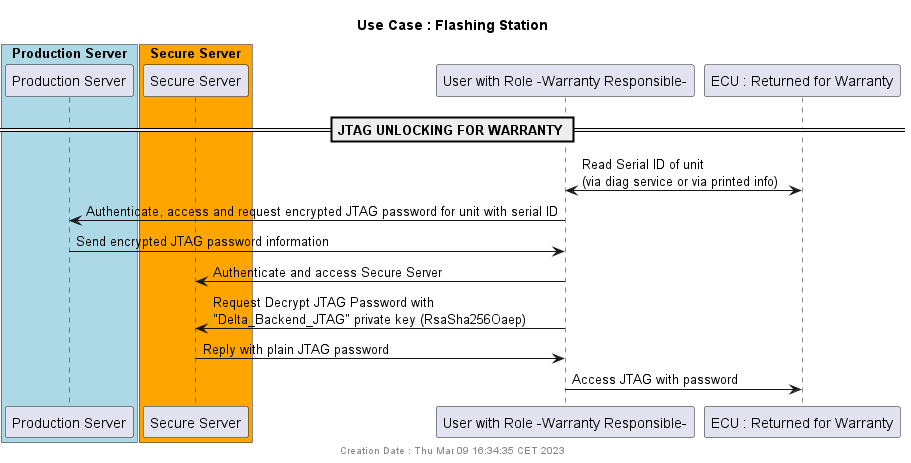 Use Case : Flashing Station
Production Server
Secure Server
Production Server
Secure Server
User with Role -Warranty Responsible-
ECU : Returned for Warranty
JTAG UNLOCKING FOR WARRANTY
Read Serial ID of unit
(via diag service or via printed info)
Authenticate, access and request encrypted JTAG password for unit with serial ID
Send encrypted JTAG password information
Authenticate and access Secure Server
Request Decrypt JTAG Password with
"Delta_Backend_JTAG" private key (RsaSha256Oaep)
Reply with plain JTAG password
Access JTAG with password
Production Server
Secure Server
User with Role -Warranty Responsible-
ECU : Returned for Warranty
Creation Date : Thu Mar 09 16:34:35 CET 2023